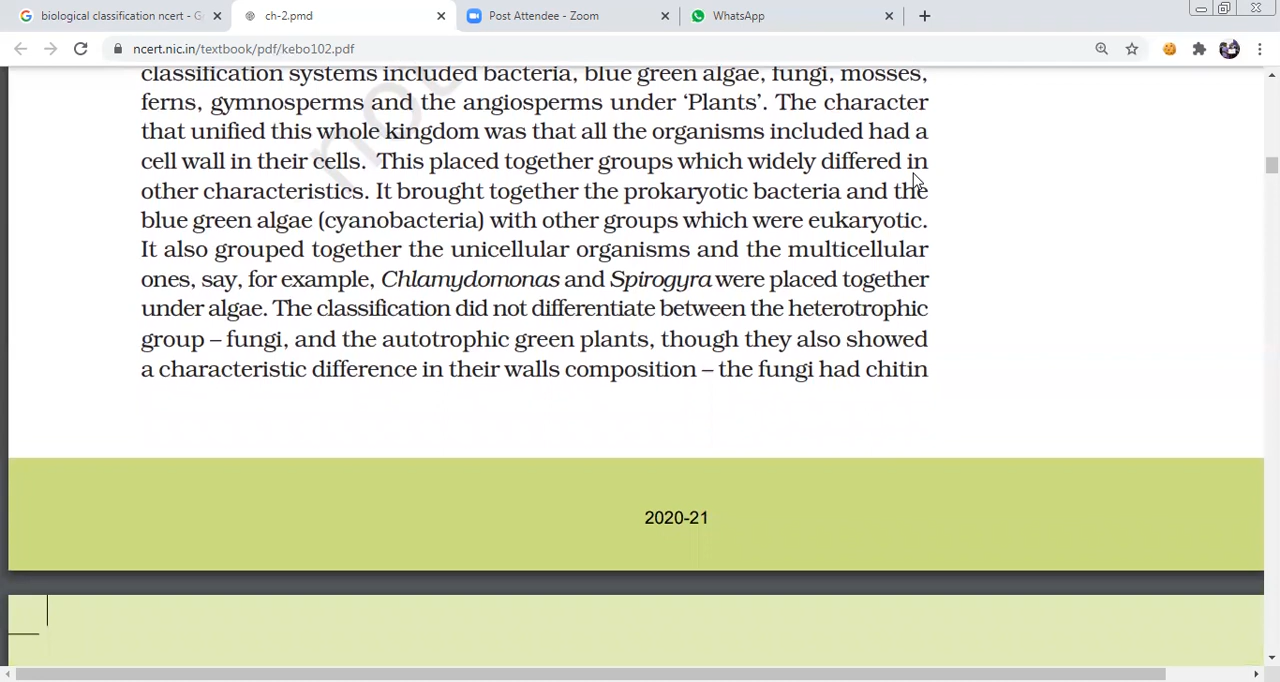 biological classification ncert - G
ch-2.pmd
Post Attendee - Zoom
WhatsApp
ncert.nic.in/textbook/pdf/kebo102.pdf
classification systems included bacteria, blue green algae, fungi, mosses,
ferns, gymnosperms and the angiosperms under ‘Plants’. The character
that unified this whole kingdom was that all the organisms included had a
cell wall in their cells. This placed together groups which widely differed in
other characteristics. It brought together the prokaryotic bacteria and the
blue green algae (cyanobacteria) with other groups which were eukaryotic.
It also grouped together the unicellular organisms and the multicellular
ones, say, for example, Chlamydomonas and Spirogyra were placed together
under algae. The classification did not differentiate between the heterotrophic
group – fungi, and the autotrophic green plants, though they also showed
a characteristic difference in their walls composition – the fungi had chitin
2020-21